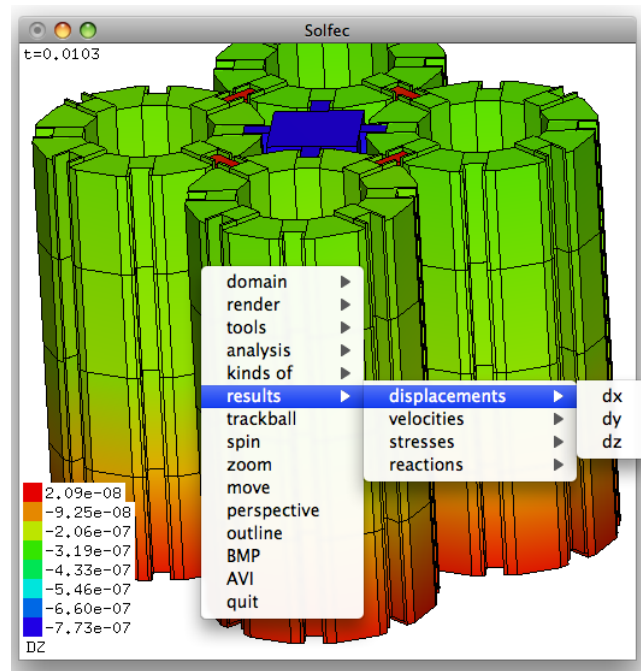 Solfec
t=0.0103
domain
render
tools
analysis
kinds of
results
trackball
spin
zoom
move
perspective
outline
BMP
AVI
quit
displacements
velocities
stresses
reactions
dx
dy
dz
2.09e-08
-9.25e-08
-2.06e-07
-3.19e-07
-4.33e-07
-5.46e-07
-6.60e-07
-7.73e-07
DZ